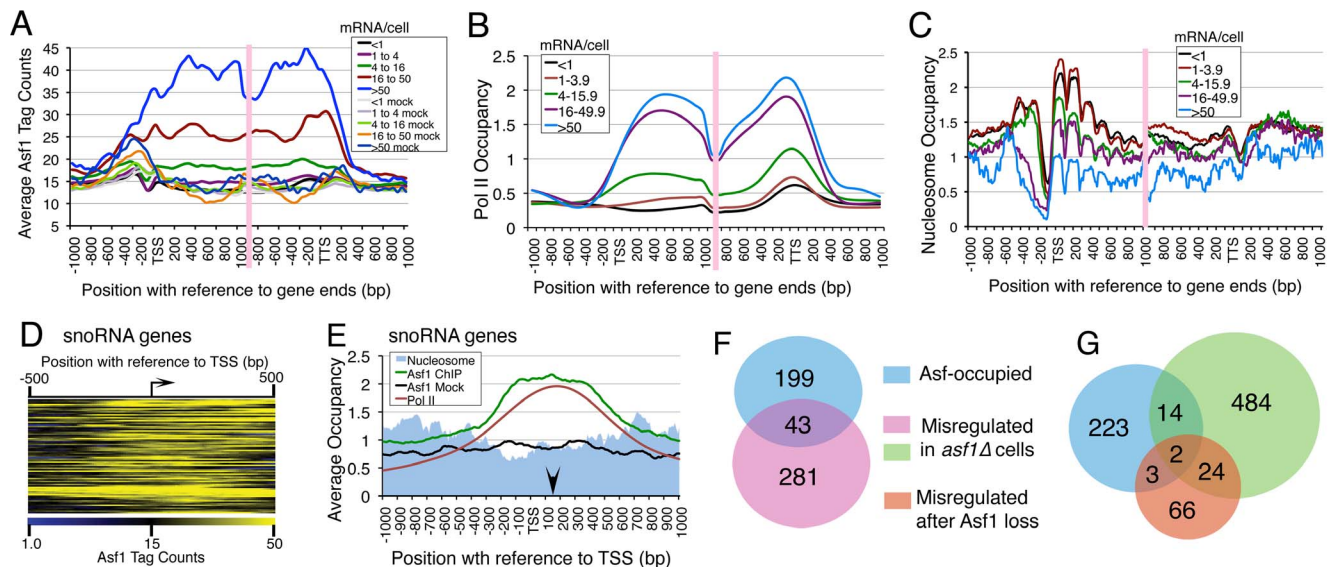 A
mRNA/cell
<1
1 to 4
4 to 16
16 to 50
>50
<1 mock
1 to 4 mock
4 to 16 mock
16 to 50 mock
>50 mock
Average Asf1 Tag Counts
45
40
35
30
25
20
15
10
5
-1000
-800
-600
-400
-200
TSS
200
400
600
800
-800
-600
-400
-200
TTS
200
400
600
800
1000
Position with reference to gene ends (bp)
B
mRNA/cell
<1
1-3.9
4-15.9
16-49.9
>50
Pol II Occupancy
2.5
2
1.5
1
0.5
0
-1000
-800
-600
-400
-200
TSS
200
400
600
800
1000
-800
-600
-400
-200
TTS
200
400
600
800
1000
Position with reference to gene ends (bp)
C
mRNA/cell
<1
1-3.9
4-15.9
16-49.9
>50
Nucleosome Occupancy
2.5
2
1.5
1
0.5
0
-1000
-800
-600
-400
-200
TSS
200
400
600
800
1000
-800
-600
-400
-200
TTS
200
400
600
800
1000
Position with reference to gene ends (bp)
D snoRNA genes
Position with reference to TSS (bp)
-500
500
1.0
15
50
Asf1 Tag Counts
E snoRNA genes
Nucleosome
Asf1 ChIP
Asf1 Mock
Pol II
Average Occupancy
2.5
2
1.5
1
0.5
0
-1000
-900
-700
-500
-300
-100
TSS
100
200
400
600
800
1000
Position wth reference to TSS (bp)
F
199
43
281
Asf-occupied
Misregulated
in asf1Δ cells
Misregulated
after Asf1 loss
G
223
14
484
2
3
24
66